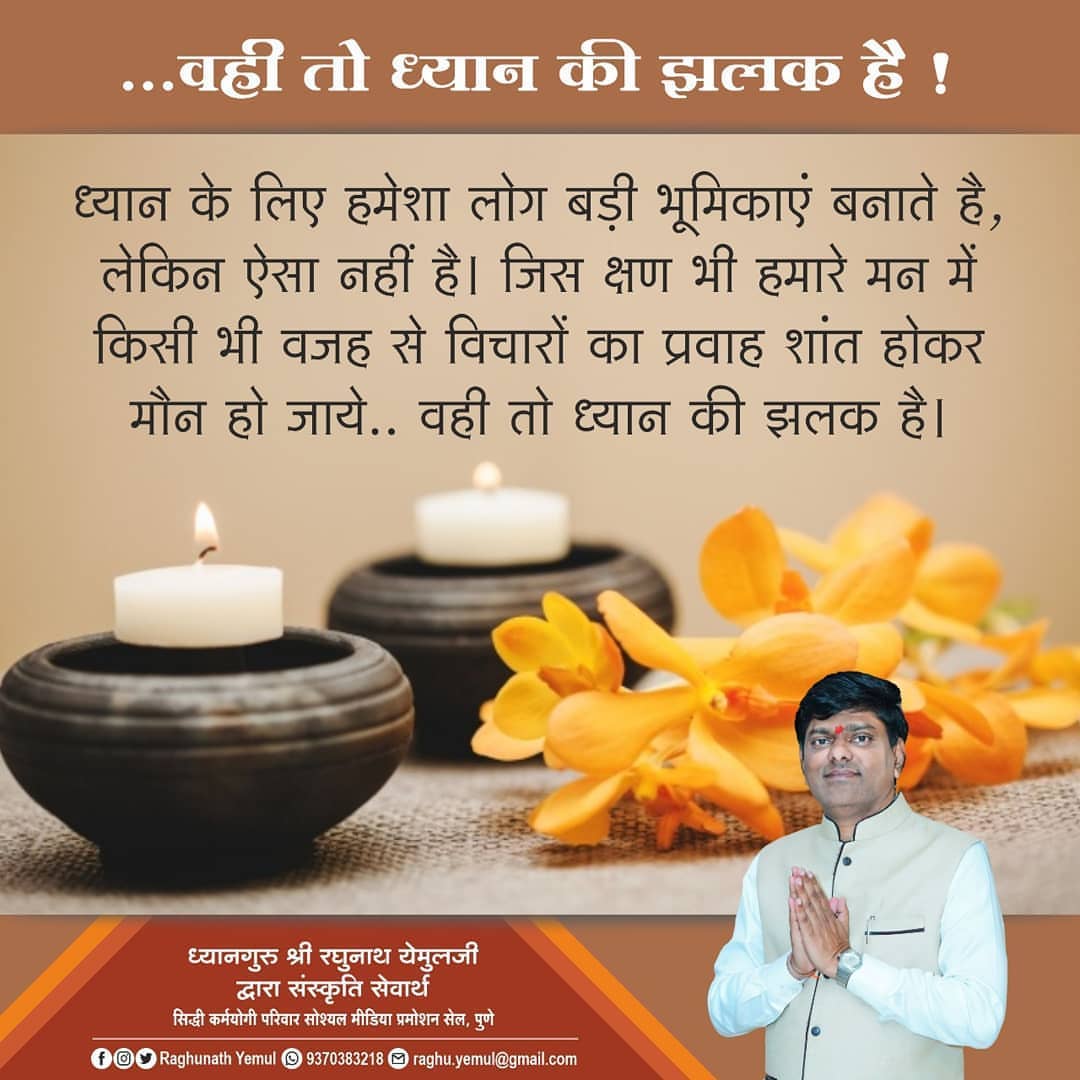 ...वही तो ध्यान की झलक है !
ध्यान के लिए हमेशा लोग बड़ी भूमिकाएं बनाते है,
लेकिन ऐसा नहीं है। जिस क्षण भी हमारे मन में
किसी भी वजह से विचारों का प्रवाह शांत होकर
मौन हो जाये.. वही तो ध्यान की झलक है।
ध्यानगुरु श्री रघुनाथ येमुलजी
द्वारा संस्कृति सेवार्थ
सिद्धी कर्मयोगी परिवार सोश्यल मीडिया प्रमोशन सेल, पुणे
Raghunath Yemul 9370383218 raghu.yemul@gmail.com